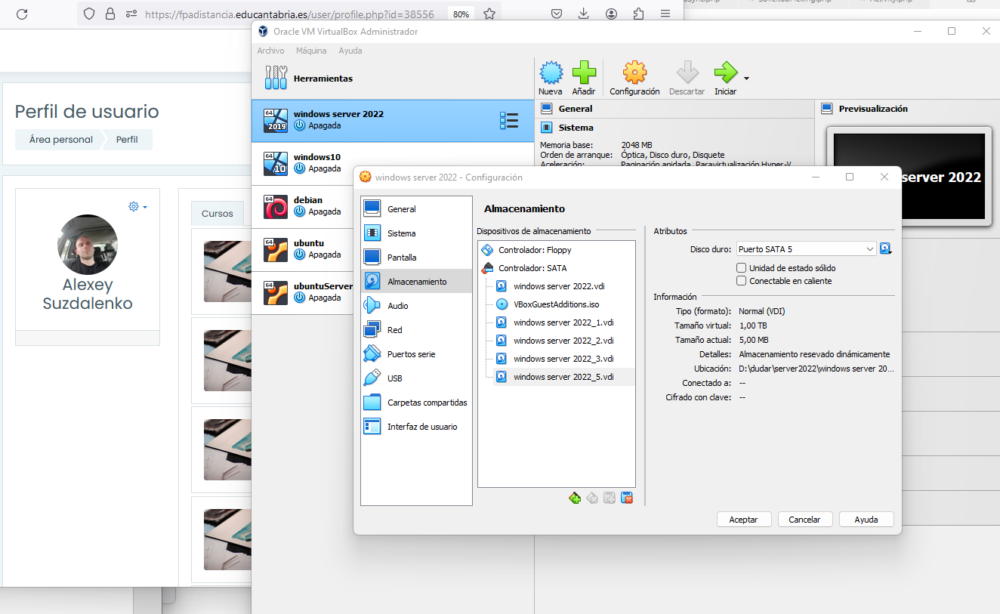 https://fpadistancia.educantabria.es/user/profile.php?id=38556
80%
Perfil de usuario
Área personal
Perfil
Alexey
Suzdalenko
Cursos
Oracle VM VirtualBox Administrador
Archivo Máquina Ayuda
Herramientas
Nueva Añadir Configuración Descartar Iniciar
64
2019
windows server 2022
Apagada
64
10
windows10
Apagada
64
debian
Apagada
64
ubuntu
Apagada
64
ubuntuServer
Apagada
General
Sistema
Memoria base: 2048 MB
Orden de arranque: Óptica, Disco duro, Disquete
Aceleración: Paginación anidada, Paravirtualización Hyper-V
Previsualización
server 2022
windows server 2022 - Configuración
General
Sistema
Pantalla
Almacenamiento
Audio
Red
Puertos serie
USB
Carpetas compartidas
Interfaz de usuario
Almacenamiento
Dispositivos de almacenamiento
Controlador: Floppy
Controlador: SATA
windows server 2022.vdi
VBoxGuestAdditions.iso
windows server 2022_1.vdi
windows server 2022_2.vdi
windows server 2022_3.vdi
windows server 2022_5.vdi
Atributos
Disco duro: Puerto SATA 5
Unidad de estado sólido
Conectable en caliente
Información
Tipo (formato): Normal (VDI)
Tamaño virtual: 1,00 TB
Tamaño actual: 5,00 MB
Detalles: Almacenamiento resevado dinámicamente
Ubicación: D:\dudar\server2022\windows server 20...
Conectado a: --
Cifrado con clave: --
Aceptar Cancelar Ayuda